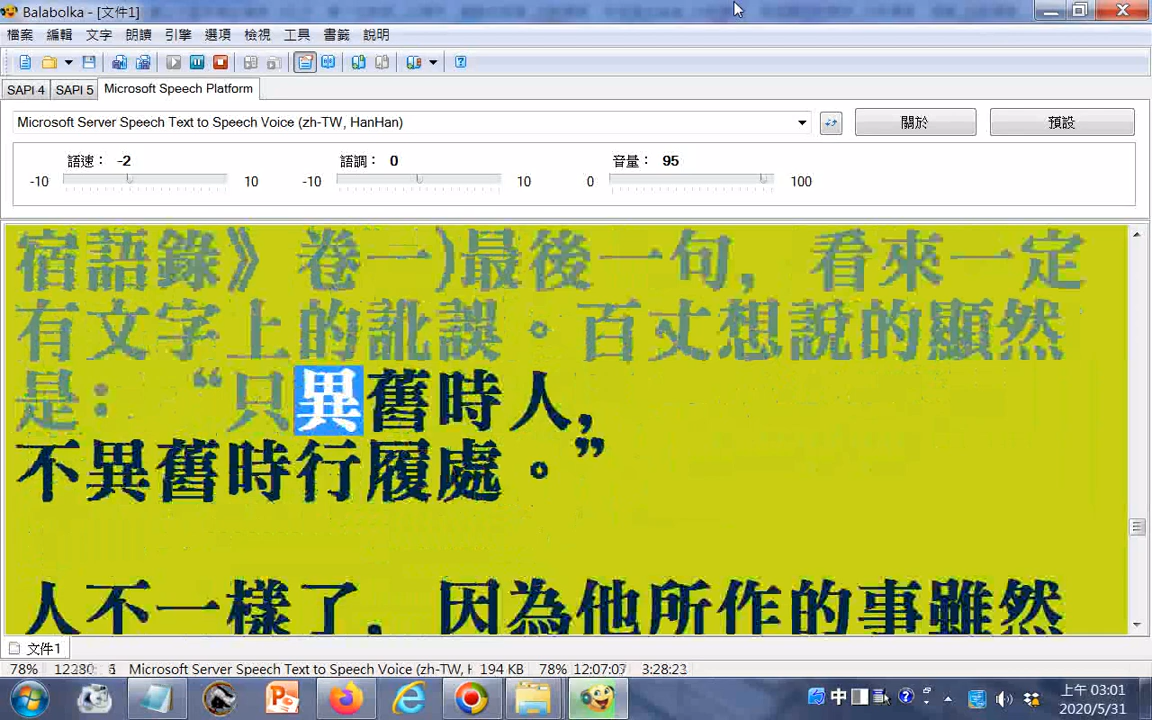 Balabolka - [文件1]
檔案 編輯 文字 朗讀 引擎 選項 檢視 工具 書籤 說明
SAPI 4 SAPI 5 Microsoft Speech Platform
Microsoft Server Speech Text to Speech Voice (zh-TW, HanHan) 關於 預設
語速： -2 語調： 0 音量： 95
-10 10 -10 10 0 100
宿語錄》 卷一)最後一句，看來一定
有文字上的訛誤。百丈想說的顯然
是： “只異舊時人，
不異舊時行履處。”
人不一樣了，因為他所作的事雖然
文件1
78% 12380: 6 Microsoft Server Speech Text to Speech Voice (zh-TW, H 194 KB 78% 12:07:07 3:28:23
中 上午 03:01
2020/5/31